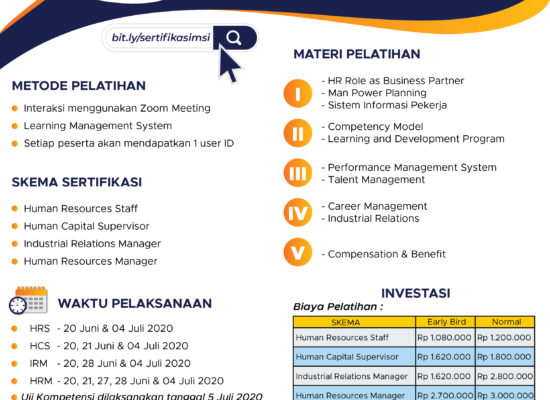 bit.ly/sertifikasimsi
METODE PELATIHAN
Interaksi menggunakan Zoom Meeting
Learning Management System
Setiap peserta akan mendapatkan 1 user ID
SKEMA SERTIFIKASI
Human Resources Staff
Human Capital Supervisor
Industrial Relations Manager
Human Resources Manager
WAKTU PELAKSANAAN
HRS - 20 Juni & 04 Juli 2020
HCS - 20, 21 Juni & 04 Juli 2020
IRM - 20, 28 Juni & 04 Juli 2020
HRM - 20, 21, 27, 28 Juni & 04 Juli 2020
Uji Kompetensi dilaksanakan tanggal 5 Juli 2020
MATERI PELATIHAN
I
- HR Role as Business Partner
- Man Power Planning
- Sistem Informasi Pekerja
II
- Competency Model
- Learning and Development Program
III
- Performance Management System
- Talent Management
IV
- Career Management
- Industrial Relations
V
- Compensation & Benefit
INVESTASI
Biaya Pelatihan :
SKEMA Early Bird Normal
Human Resources Staff Rp 1.080.000 Rp 1.200.000
Human Capital Supervisor Rp 1.620.000 Rp 1.800.000
Industrial Relations Manager Rp 1.620.000 Rp 2.800.000
Human Resources Manager Rp 2.700.000 Rp 3.000.000